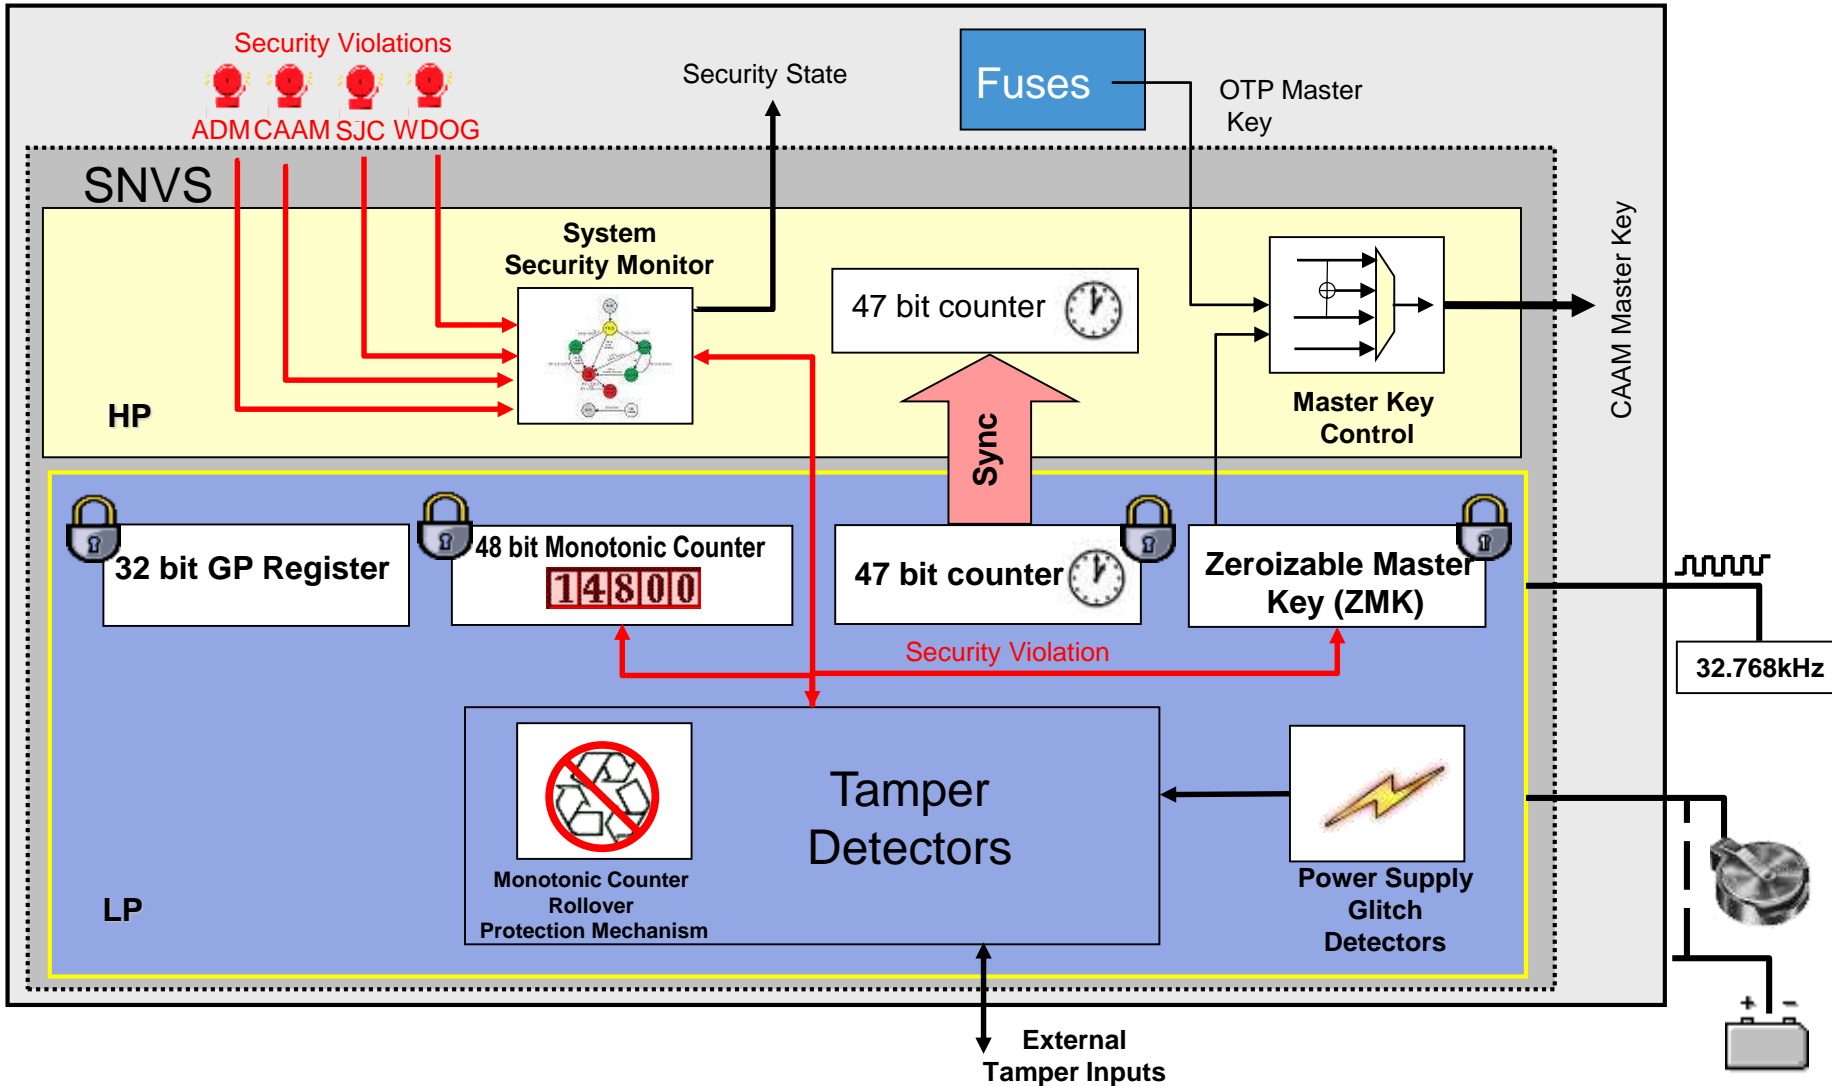 Security Violations
ADM CAAM SJC WDOG
Security State
Fuses
OTP Master
Key
SNVS
System
Security Monitor
47 bit counter
Master Key
Control
CAAM Master Key
HP
Sync
32 bit GP Register
48 bit Monotonic Counter
14800
47 bit counter
Zeroizable Master
Key (ZMK)
Security Violation
32.768kHz
Tamper
Detectors
Monotonic Counter
Rollover
Protection Mechanism
Power Supply
Glitch
Detectors
LP
+ −
External
Tamper Inputs